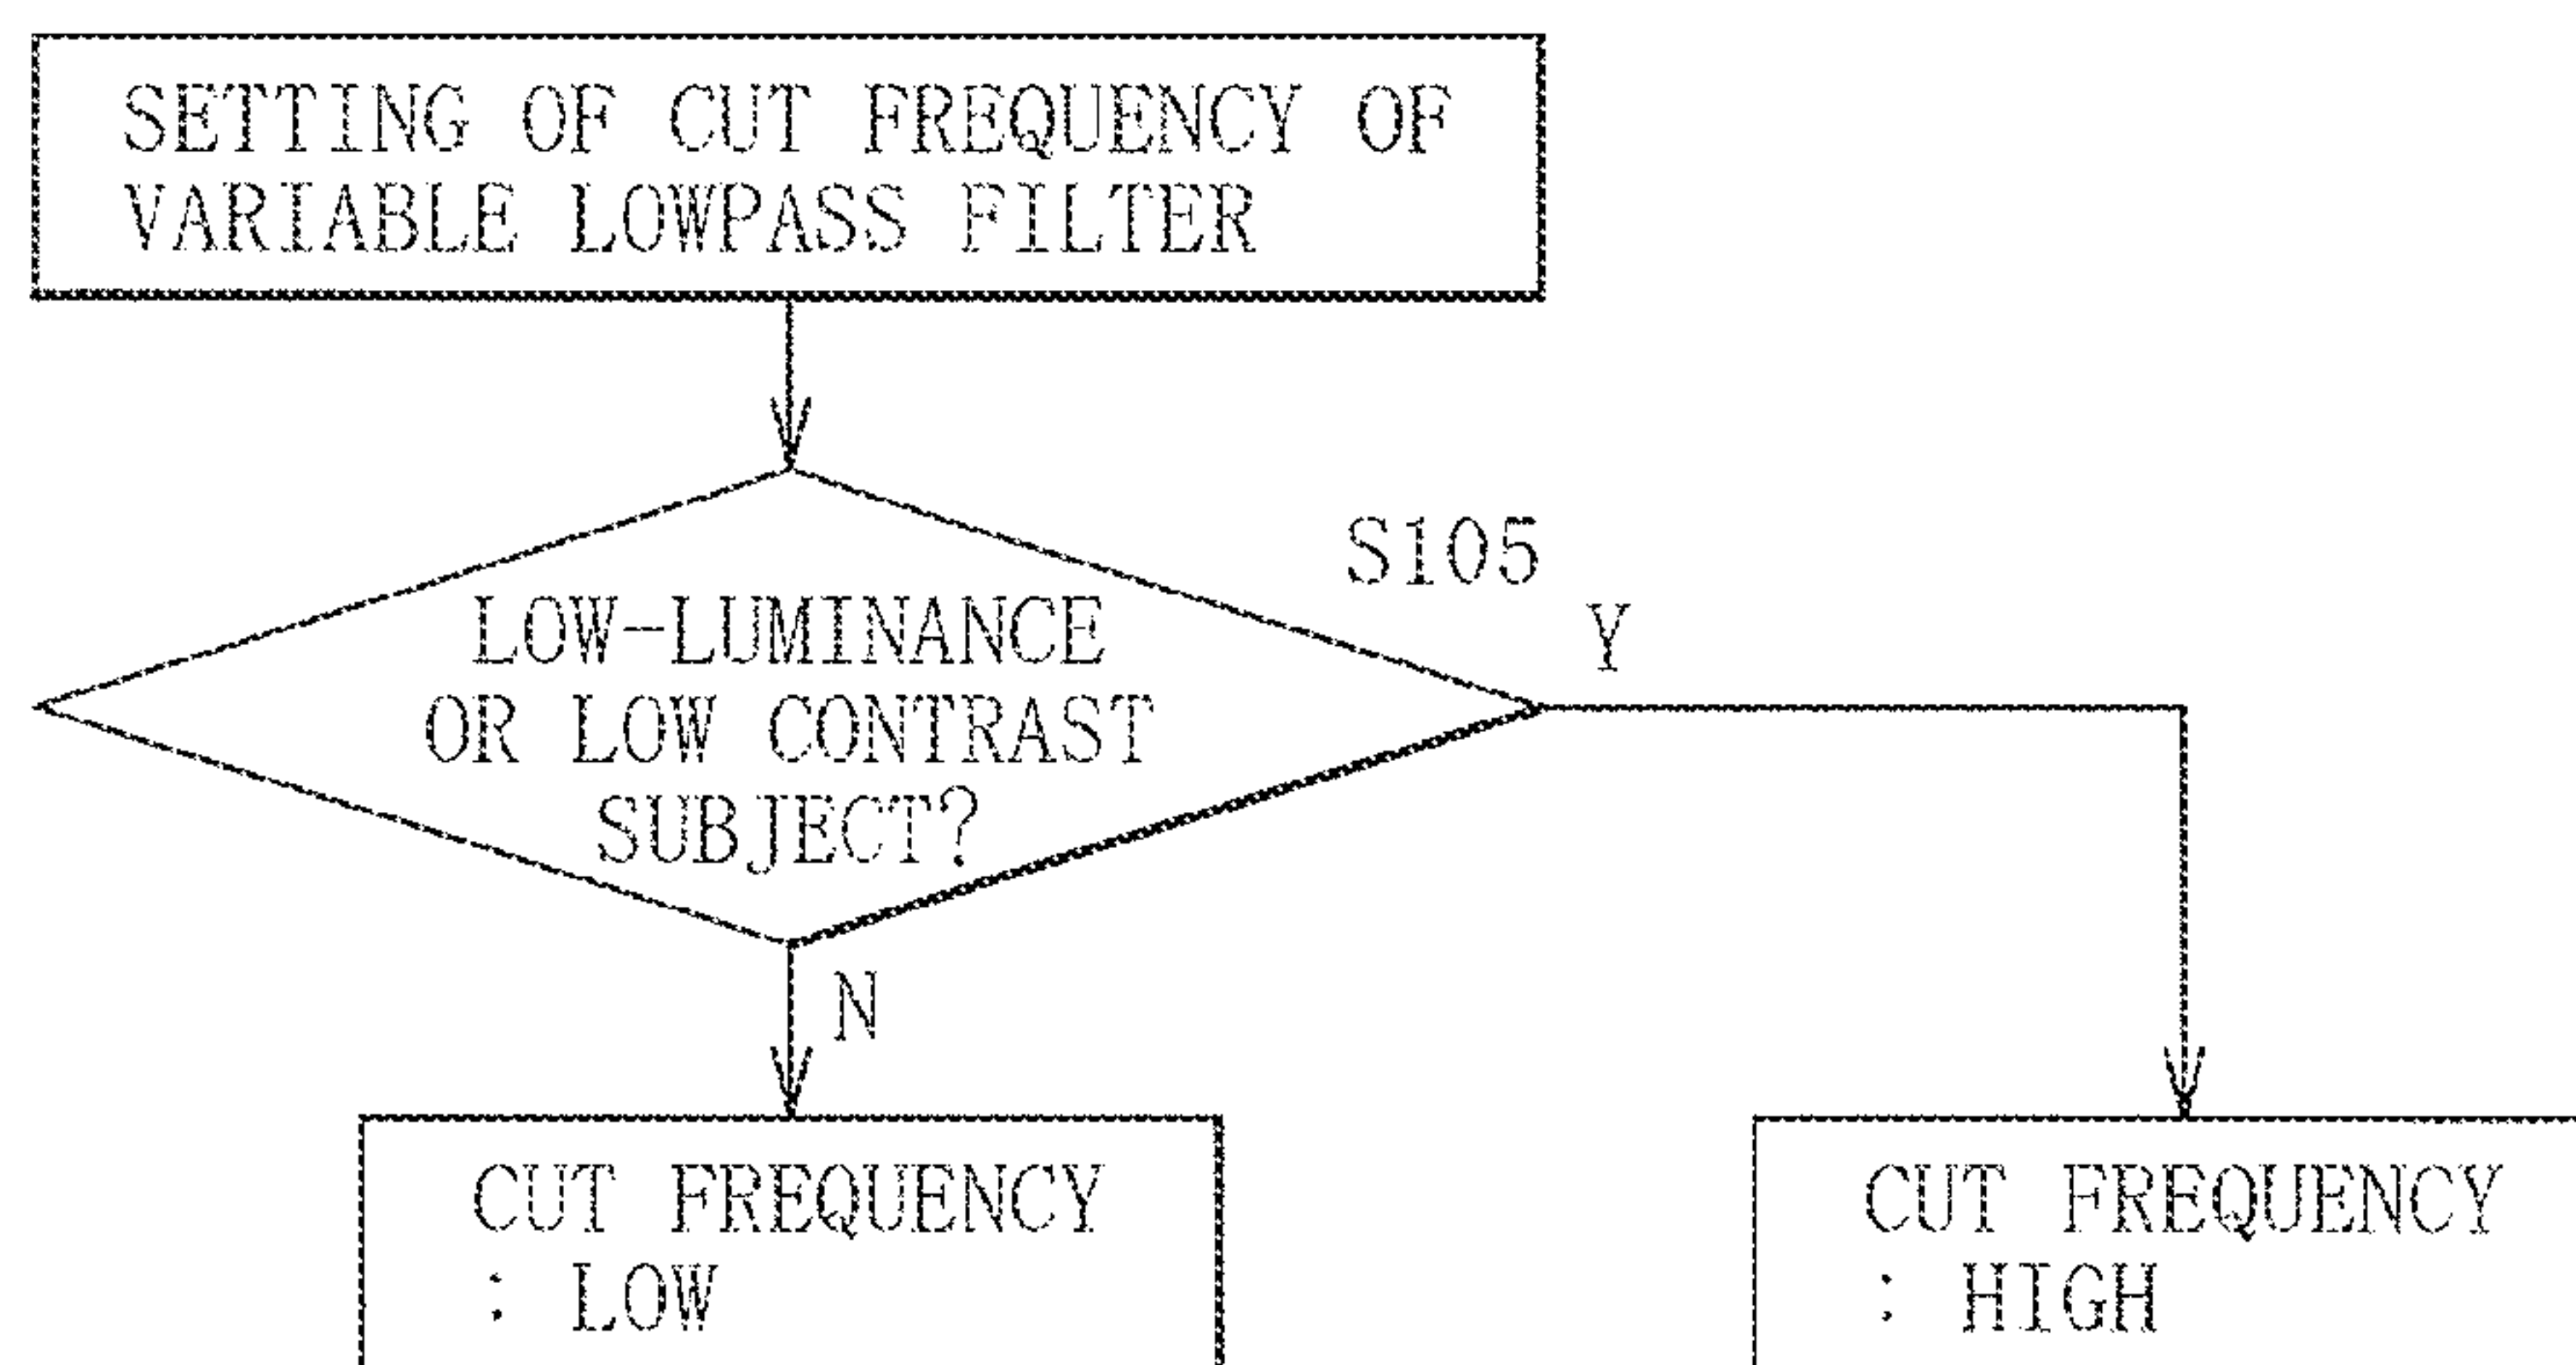 SETTING OF CUT FREQUENCY OF
VARIABLE LOWPASS FILTER
S105
LOW-LUMINANCE
OR LOW CONTRAST
SUBJECT?
Y
N
CUT FREQUENCY
: LOW
CUT FREQUENCY
: HIGH